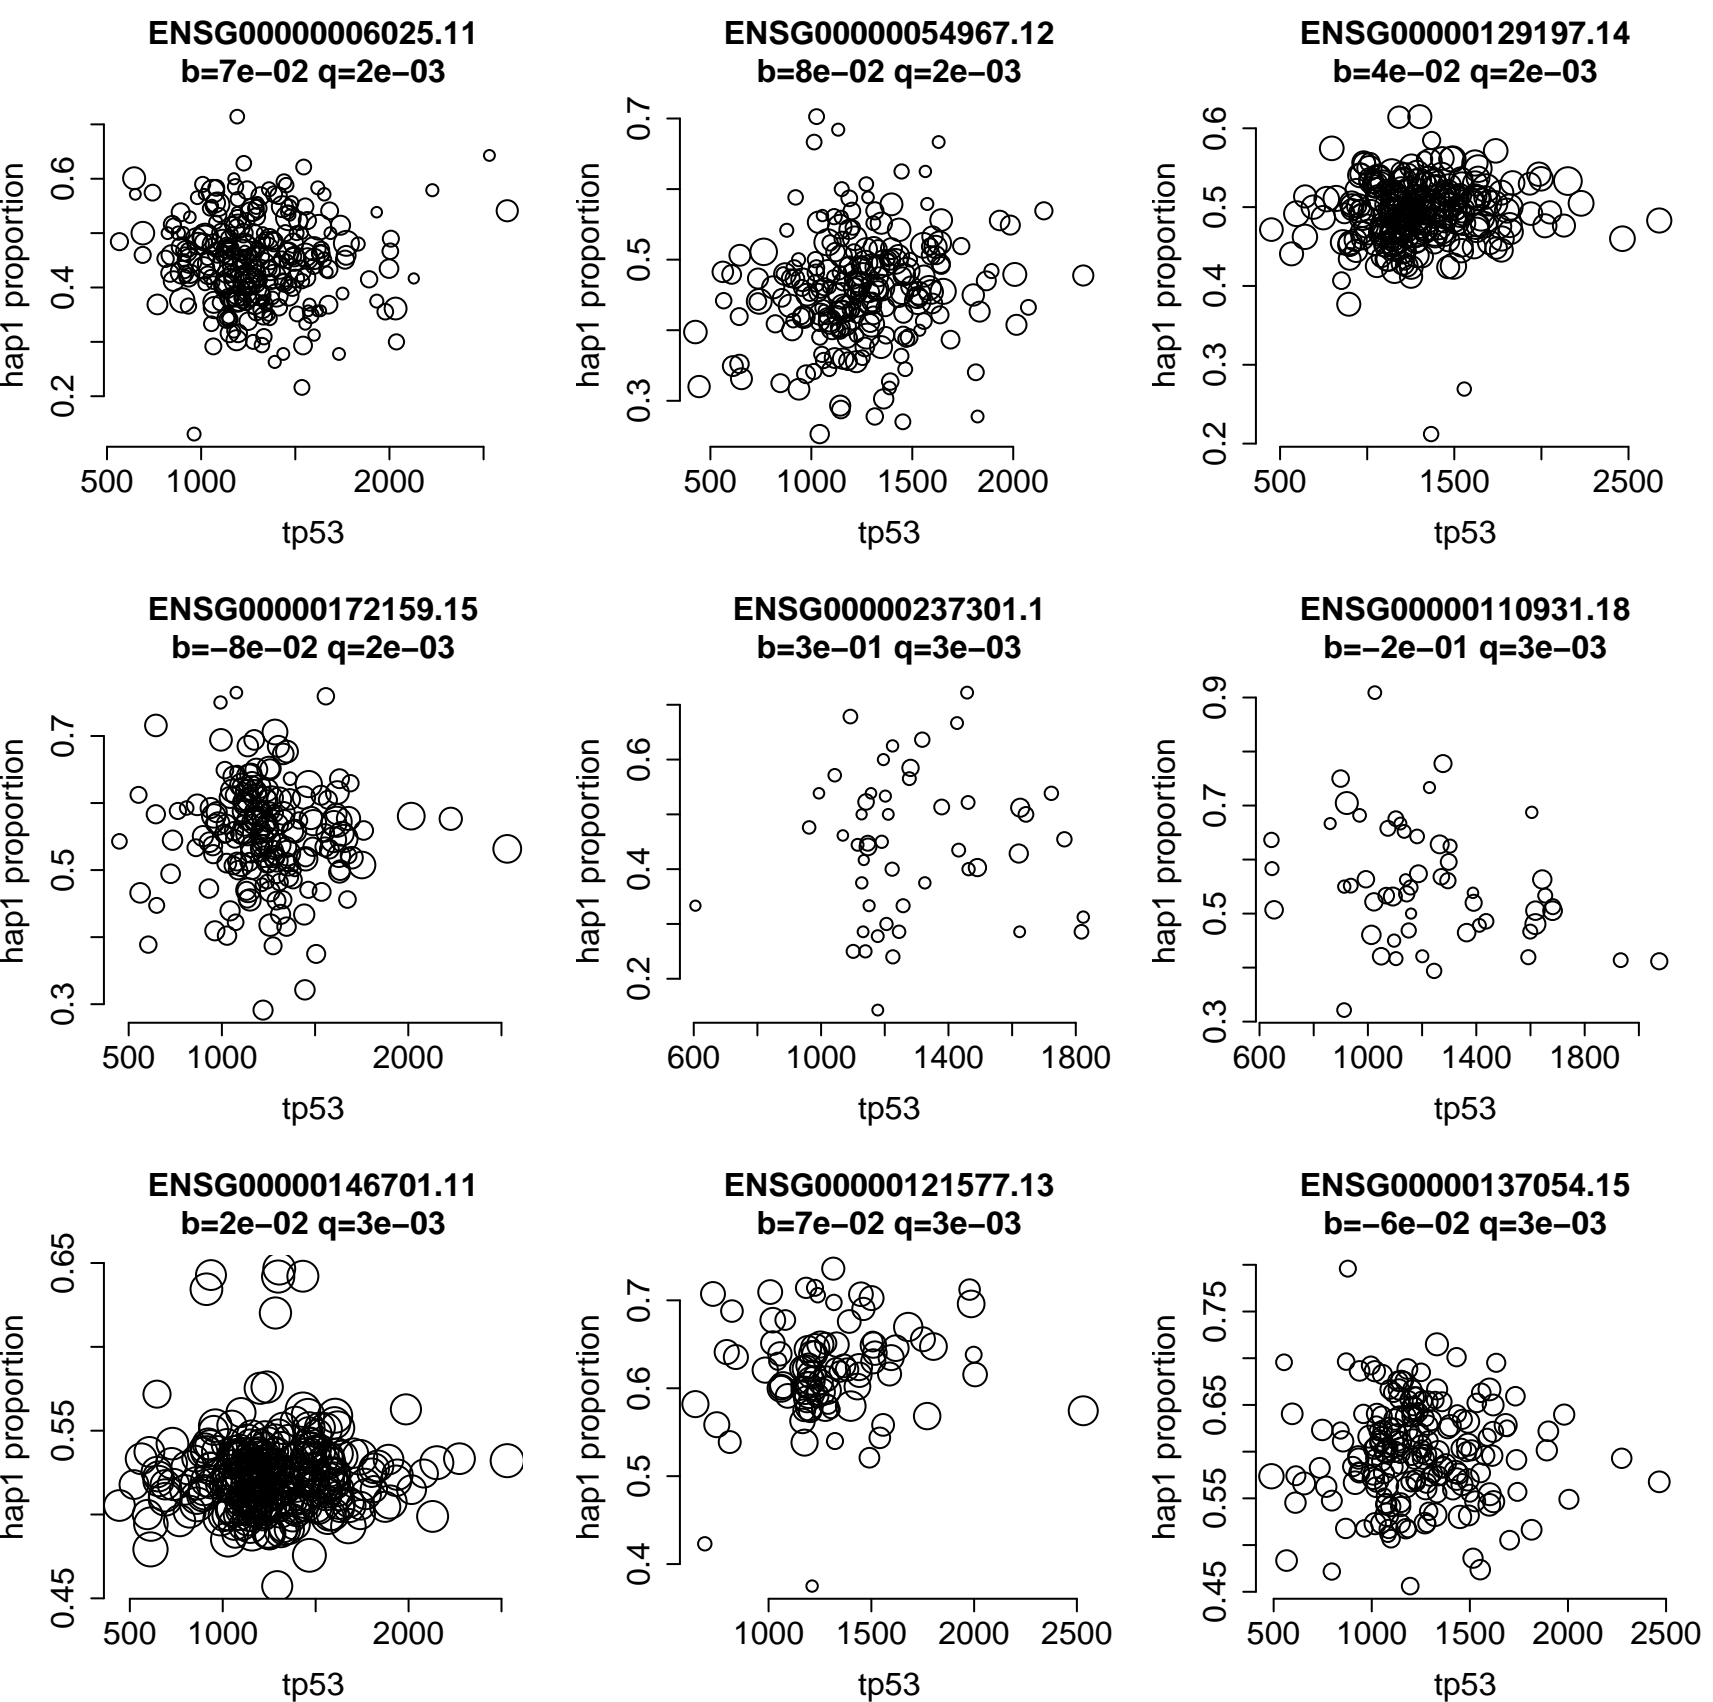 ENSG00000006025.11
b=7e−02 q=2e−03
hap1 proportion
0.2 0.4 0.6
500 1000 2000
tp53
ENSG00000054967.12
b=8e−02 q=2e−03
hap1 proportion
0.3 0.5 0.7
500 1000 1500 2000
tp53
ENSG00000129197.14
b=4e−02 q=2e−03
hap1 proportion
0.2 0.3 0.4 0.5 0.6
500 1500 2500
tp53
ENSG00000172159.15
b=−8e−02 q=2e−03
hap1 proportion
0.3 0.5 0.7
500 1000 2000
tp53
ENSG00000237301.1
b=3e−01 q=3e−03
hap1 proportion
0.2 0.4 0.6
600 1000 1400 1800
tp53
ENSG00000110931.18
b=−2e−01 q=3e−03
hap1 proportion
0.3 0.5 0.7 0.9
600 1000 1400 1800
tp53
ENSG00000146701.11
b=2e−02 q=3e−03
hap1 proportion
0.45 0.55 0.65
500 1000 2000
tp53
ENSG00000121577.13
b=7e−02 q=3e−03
hap1 proportion
0.4 0.5 0.6 0.7
1000 1500 2000 2500
tp53
ENSG00000137054.15
b=−6e−02 q=3e−03
hap1 proportion
0.45 0.55 0.65 0.75
500 1000 1500 2000 2500
tp53